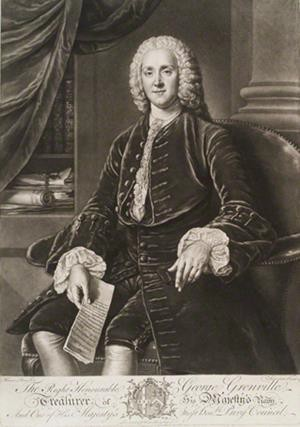 The Right Honourable George Grenville
Treaſurer of His Majeſty's Navy
And One of His Majeſty's Moſt Hon.ble Privy Council.